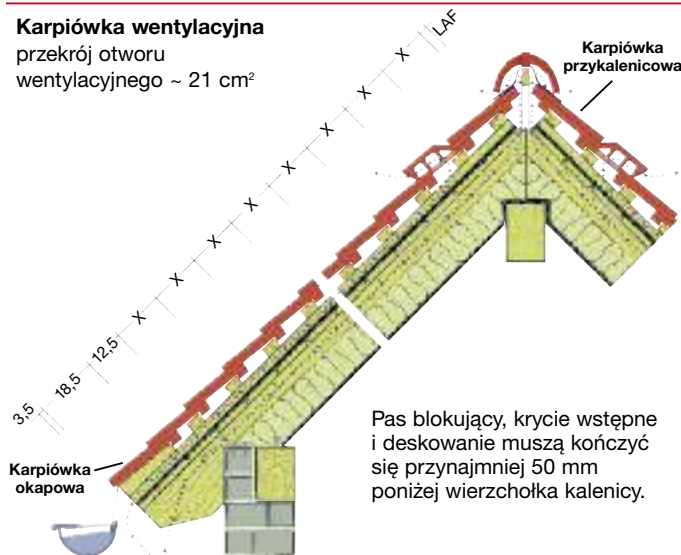 Karpiówka wentylacyjna
przekrój otworu
wentylacyjnego ~ 21 cm²
LAF
X
X
X
X
X
X
X
12,5
18,5
3,5
Karpiówka
przykalenicowa
Karpiówka
okapowa
Pas blokujący, krycie wstępne
i deskowanie muszą kończyć
się przynajmniej 50 mm
poniżej wierzchołka kalenicy.